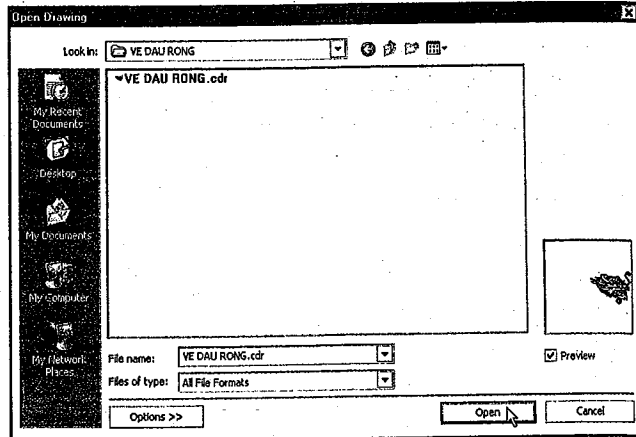 Open Drawing
Look in:
VE DAU RONG
VE DAU RONG.cdr
My Recent
Documents
Desktop
My Documents
My Computer
My Network
Places
File name:
VE DAU RONG.cdr
Files of type:
All File Formats
Preview
Options >>
Open
Cancel